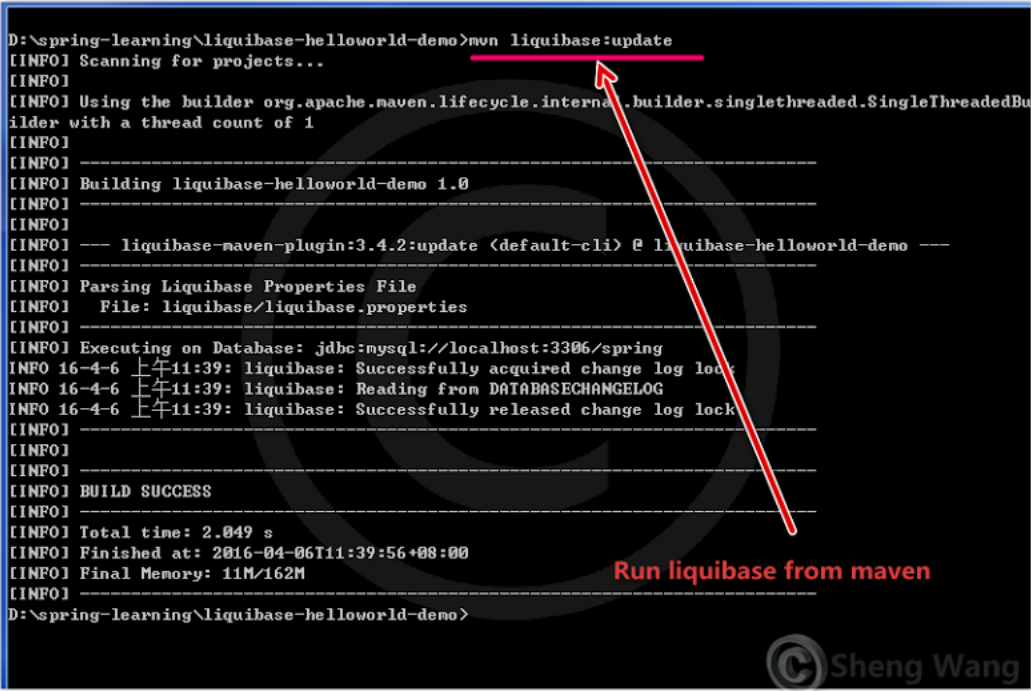 D:\spring-learning\liquibase-helloworld-demo>mvn liquibase:update
[INFO] Scanning for projects...
[INFO]
[INFO] Using the builder org.apache.maven.lifecycle.internal.builder.singlethreaded.SingleThreadedBu
ilder with a thread count of 1
[INFO]
[INFO] ------------------------------------------------------------------------
[INFO] Building liquibase-helloworld-demo 1.0
[INFO] ------------------------------------------------------------------------
[INFO]
[INFO] --- liquibase-maven-plugin:3.4.2:update (default-cli) @ liquibase-helloworld-demo ---
[INFO] ------------------------------------------------------------------------
[INFO] Parsing Liquibase Properties File
[INFO]   File: liquibase/liquibase.properties
[INFO] ------------------------------------------------------------------------
[INFO] Executing on Database: jdbc:mysql://localhost:3306/spring
INFO 16-4-6 上午11:39: liquibase: Successfully acquired change log lock
INFO 16-4-6 上午11:39: liquibase: Reading from DATABASECHANGELOG
INFO 16-4-6 上午11:39: liquibase: Successfully released change log lock
[INFO] ------------------------------------------------------------------------
[INFO]
[INFO] ------------------------------------------------------------------------
[INFO] BUILD SUCCESS
[INFO] ------------------------------------------------------------------------
[INFO] Total time: 2.049 s
[INFO] Finished at: 2016-04-06T11:39:56+08:00
[INFO] Final Memory: 11M/162M
Run liquibase from maven
[INFO] ------------------------------------------------------------------------
D:\spring-learning\liquibase-helloworld-demo>
© Sheng Wang